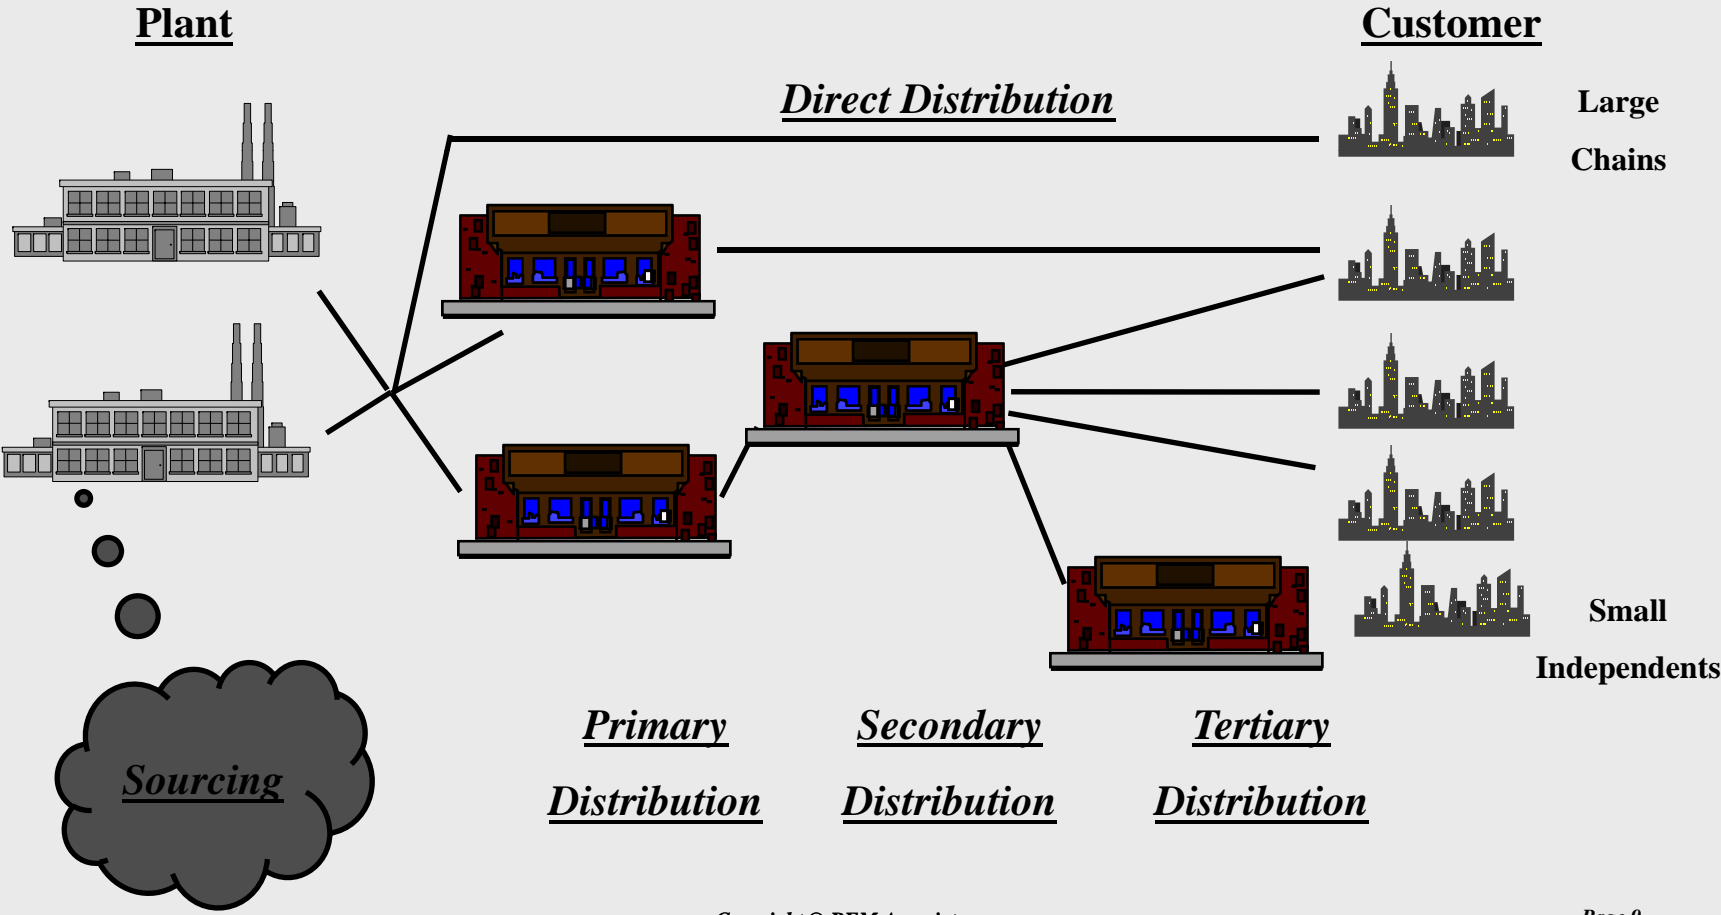 Plant
Customer
Direct Distribution
Large
Chains
Small
Independents
Primary
Distribution
Secondary
Distribution
Tertiary
Distribution
Sourcing